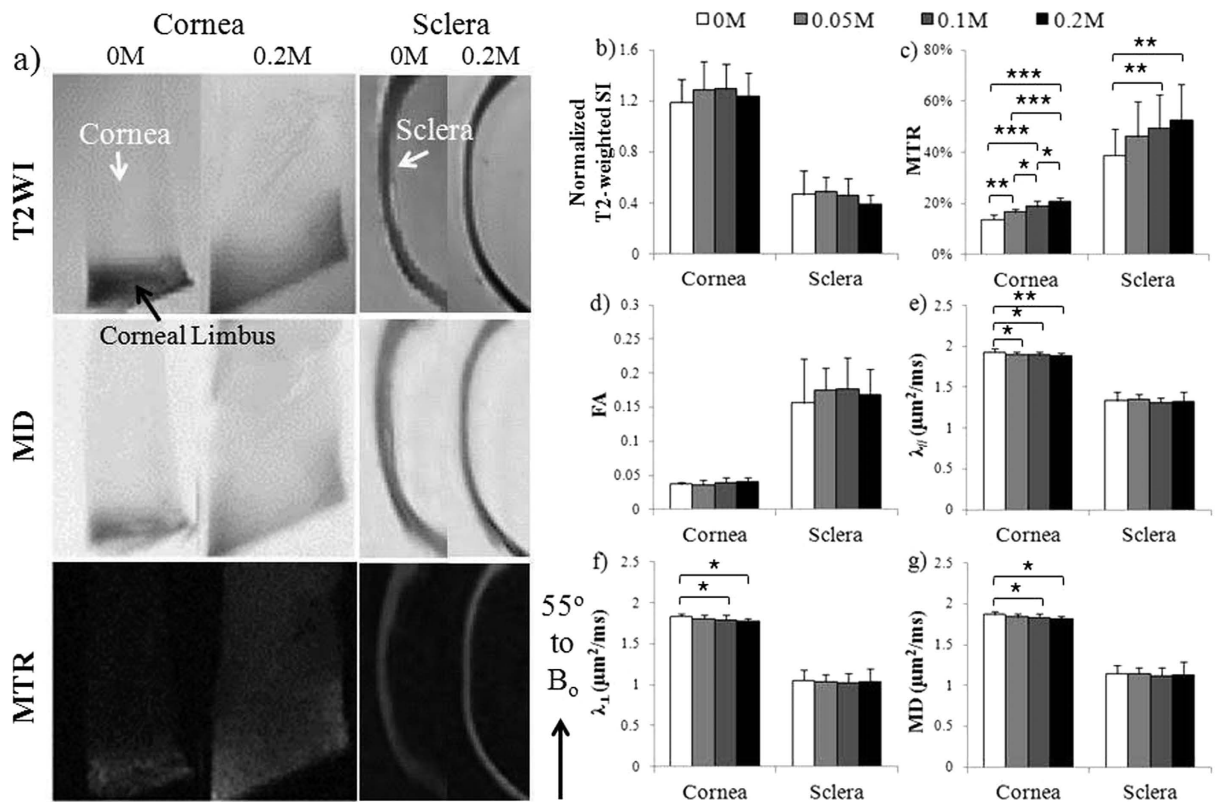 Cornea Sclera
0M 0.2M 0M 0.2M
a)
T2WI
Cornea
Sclera
Corneal Limbus
MD
MTR
55°
to
Bo
0M 0.05M 0.1M 0.2M
b)
Normalized
T2-weighted SI
1.6
1.2
0.8
0.4
0
Cornea Sclera
c)
MTR
80%
60%
40%
20%
0%
***
***
***
**
*
*
**
**
Cornea Sclera
d)
FA
0.3
0.25
0.2
0.15
0.1
0.05
0
Cornea Sclera
e)
λ// (µm²/ms)
2.5
2
1.5
1
0.5
0
**
*
*
Cornea Sclera
f)
λ⊥ (µm²/ms)
2.5
2
1.5
1
0.5
0
*
*
Cornea Sclera
g)
MD (µm²/ms)
2.5
2
1.5
1
0.5
0
*
*
Cornea Sclera